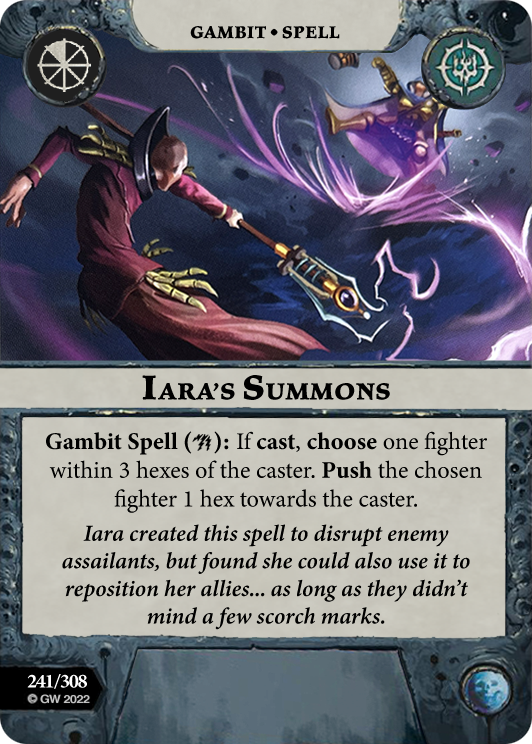 GAMBIT • SPELL
IARA'S SUMMONS
Gambit Spell ( ): If cast, choose one fighter
within 3 hexes of the caster. Push the chosen
fighter 1 hex towards the caster.
Iara created this spell to disrupt enemy
assailants, but found she could also use it to
reposition her allies... as long as they didn't
mind a few scorch marks.
241/308
© GW 2022